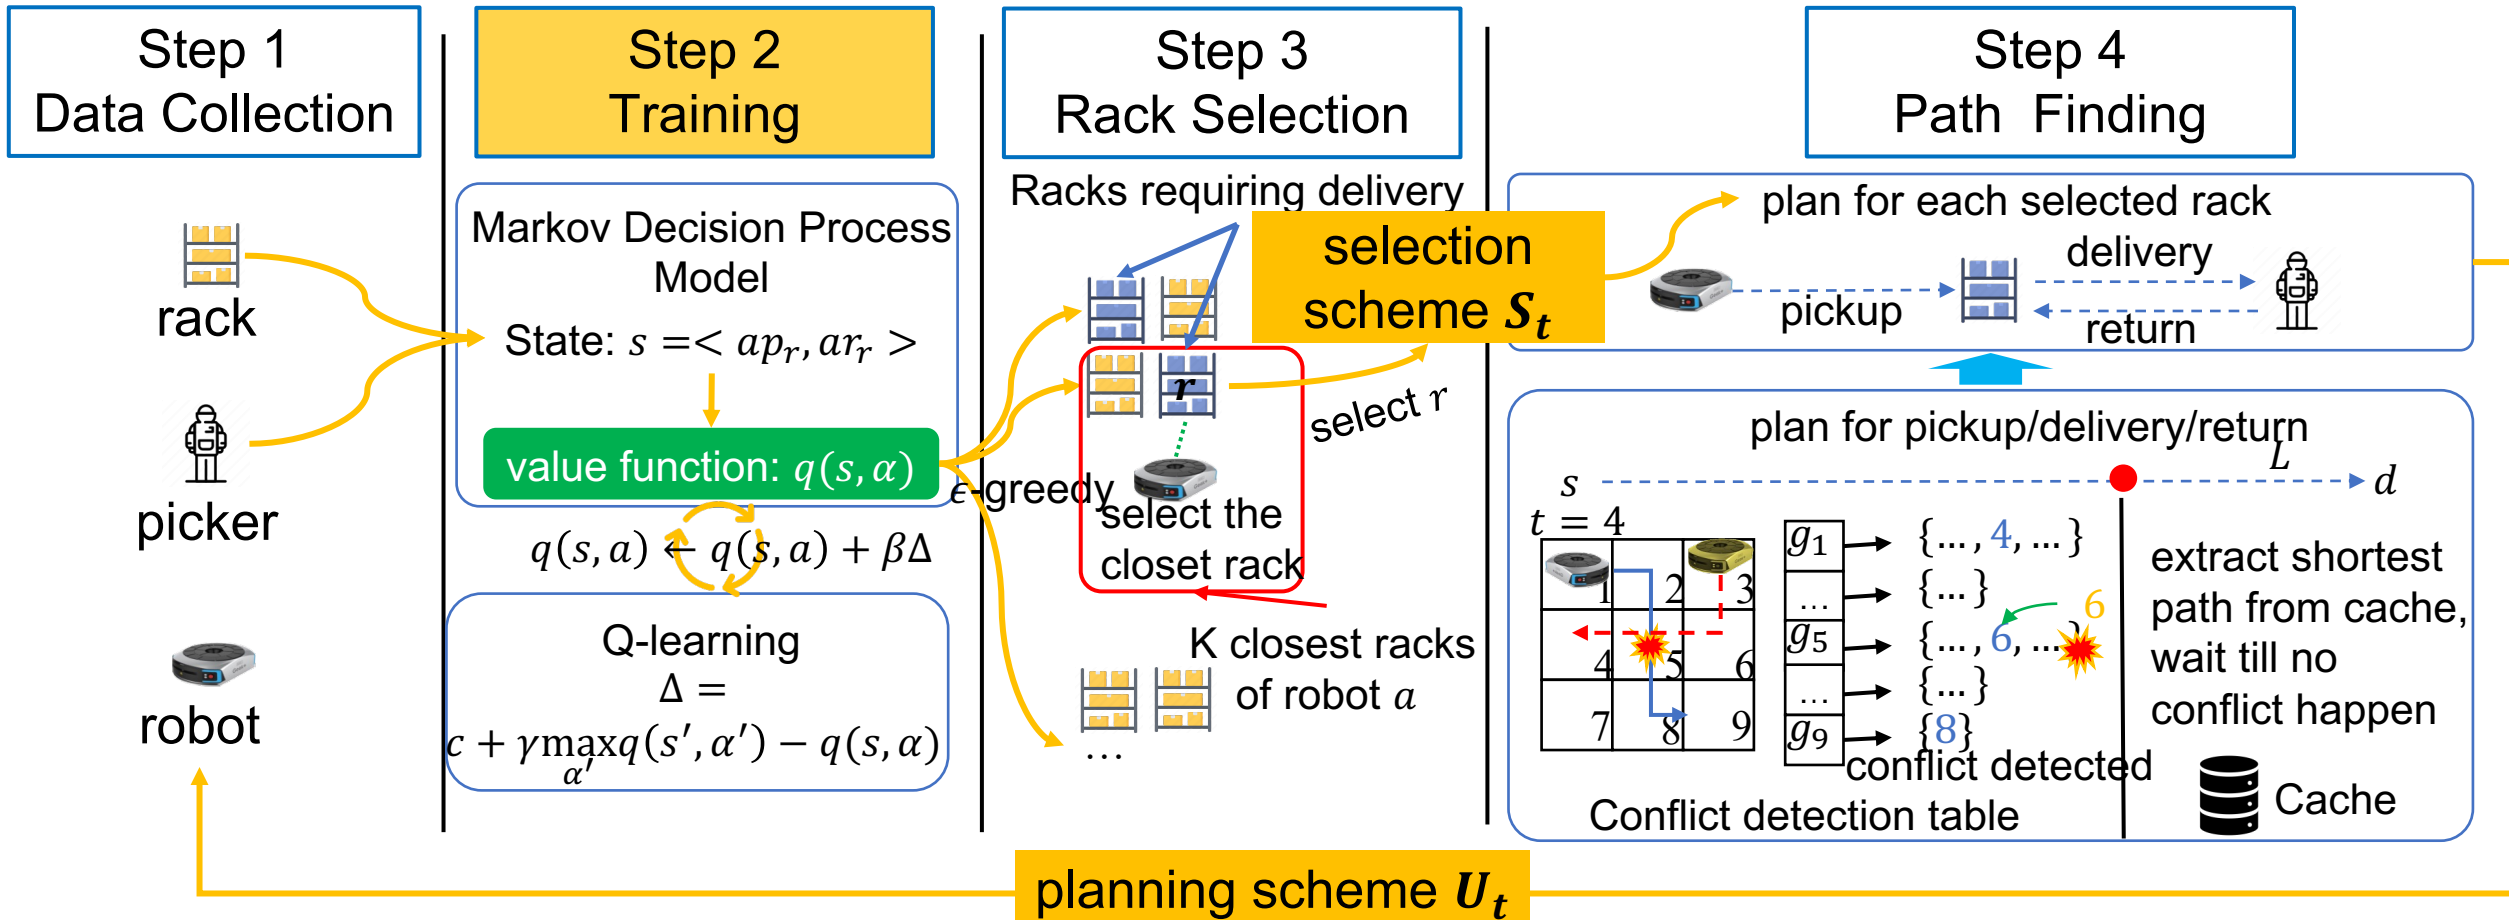 Step 1
Data Collection
rack
picker
robot
Step 2
Training
Markov Decision Process
Model
State: s =< ap_r, ar_r >
value function: q(s, α)
q(s, a) ← q(s, a) + βΔ
Q-learning
Δ =
c + γ max_{α′} q(s′, α′) − q(s, α)
Step 3
Rack Selection
Racks requiring delivery
r
ϵ-greedy
select the
closet rack
select r
K closest racks
of robot a
...
selection
scheme S_t
Step 4
Path Finding
plan for each selected rack
delivery
pickup
return
plan for pickup/delivery/return
L
s
d
t = 4
1 2 3
4 5 6
7 8 9
g_1 {... , 4, ... }
... {... }
g_5 {... , 6, ... } 6
... {... }
g_9 {8}
conflict detected
Conflict detection table
extract shortest
path from cache,
wait till no
conflict happen
Cache
planning scheme U_t